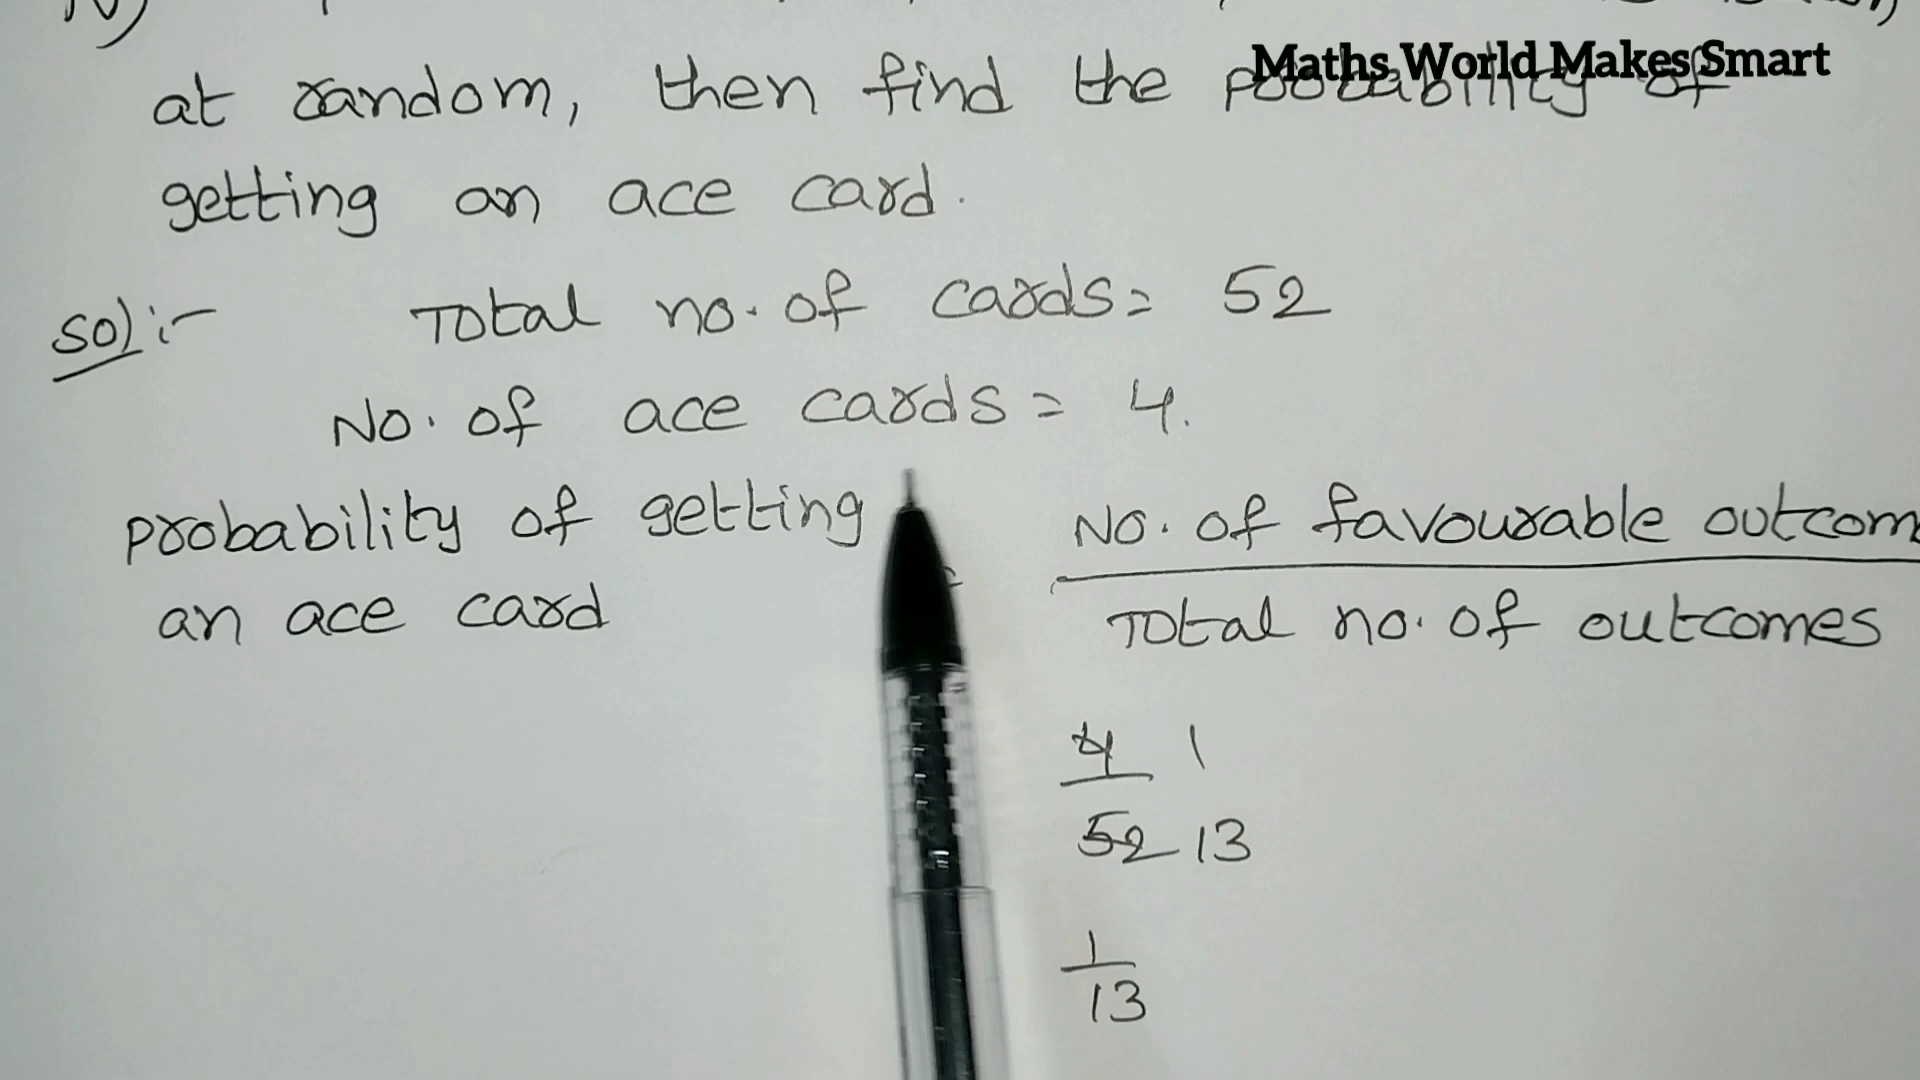 Maths World Makes Smart
at random, then find the probability of
getting an ace card.
Sol:-
Total no. of cards = 52
No. of ace cards = 4.
probability of getting
an ace card
No. of favourable outcom
Total no. of outcomes
4 1
52 13
1
13